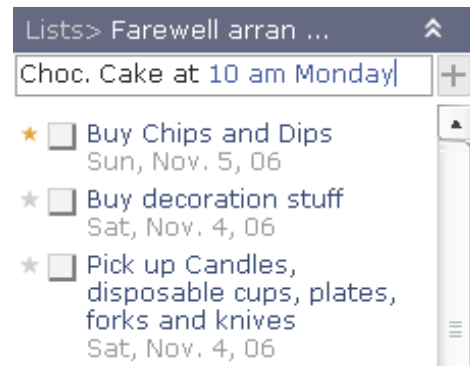 Lists> Farewell arran ...
Choc. Cake at 10 am Monday
Buy Chips and Dips
Sun, Nov. 5, 06
Buy decoration stuff
Sat, Nov. 4, 06
Pick up Candles,
disposable cups, plates,
forks and knives
Sat, Nov. 4, 06